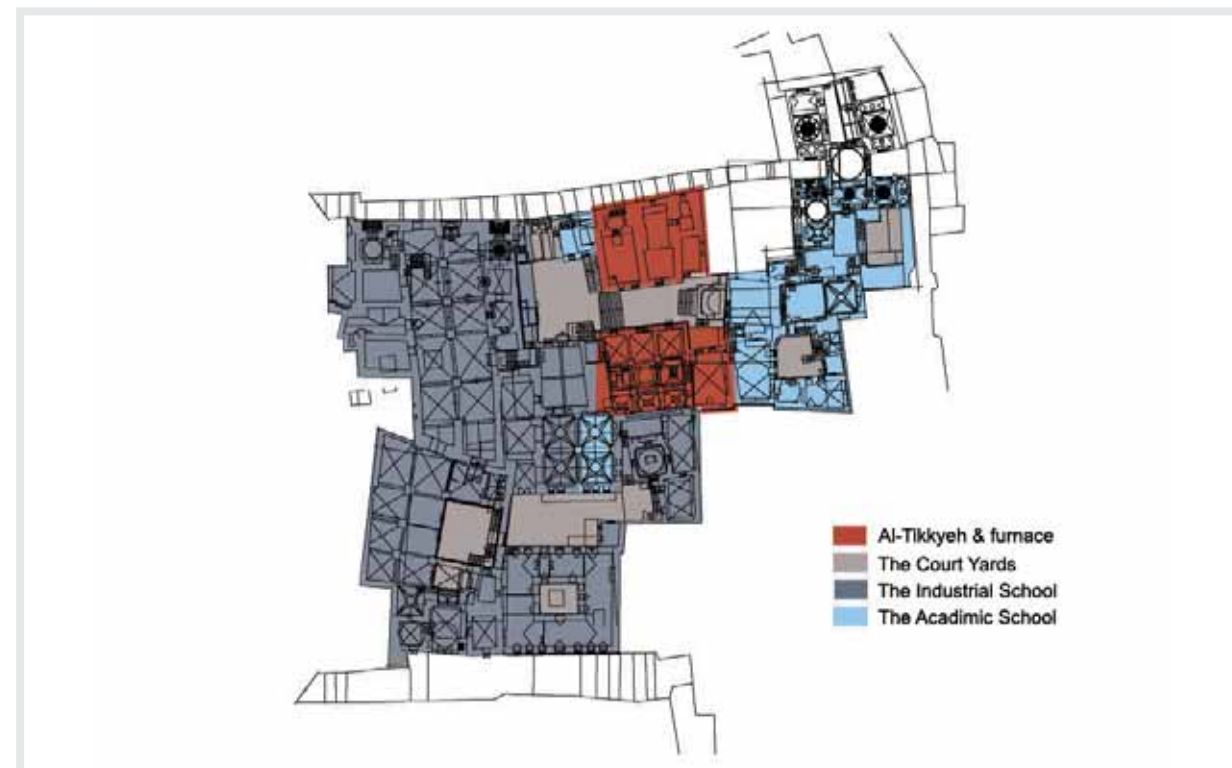 Al-Tikkyeh & furnace
The Court Yards
The Industrial School
The Acadimic School